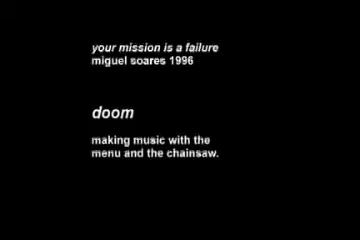 your mission is a failure
miguel soares 1996
doom
making music with the
menu and the chainsaw.